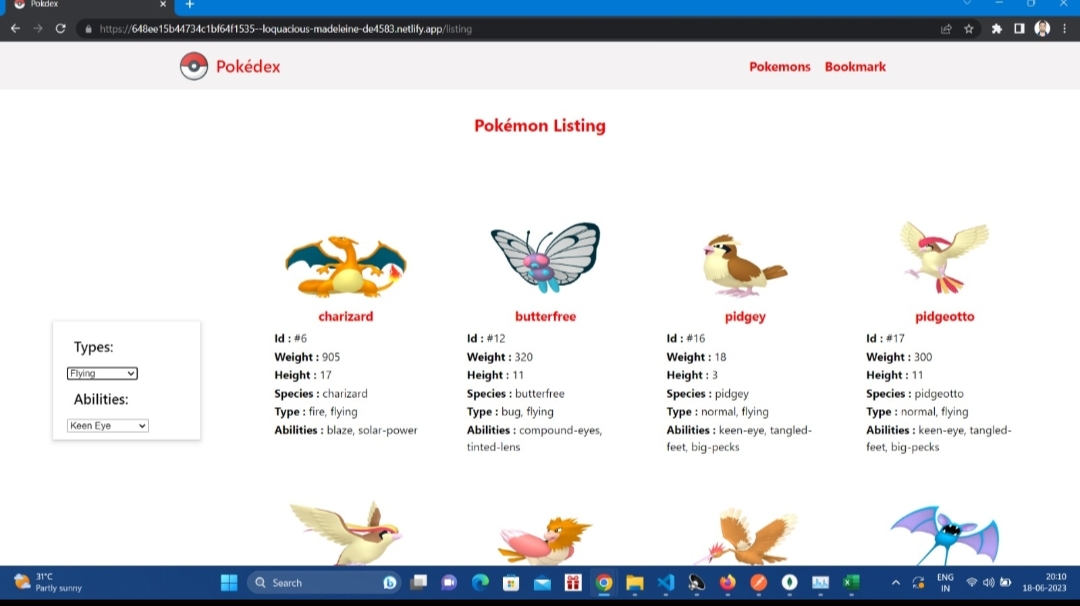 Pokdex
https://648ee15b44734c1bf64f1535--loquacious-madeleine-de4583.netlify.app/listing
Pokédex
Pokemons Bookmark
Pokémon Listing
charizard
Id : #6
Weight : 905
Height : 17
Species : charizard
Type : fire, flying
Abilities : blaze, solar-power
butterfree
Id : #12
Weight : 320
Height : 11
Species : butterfree
Type : bug, flying
Abilities : compound-eyes,
tinted-lens
pidgey
Id : #16
Weight : 18
Height : 3
Species : pidgey
Type : normal, flying
Abilities : keen-eye, tangled-
feet, big-pecks
pidgeotto
Id : #17
Weight : 300
Height : 11
Species : pidgeotto
Type : normal, flying
Abilities : keen-eye, tangled-
feet, big-pecks
Types:
Flying
Abilities:
Keen Eye
31°C
Partly sunny
Search
ENG
IN
20:10
18-06-2023